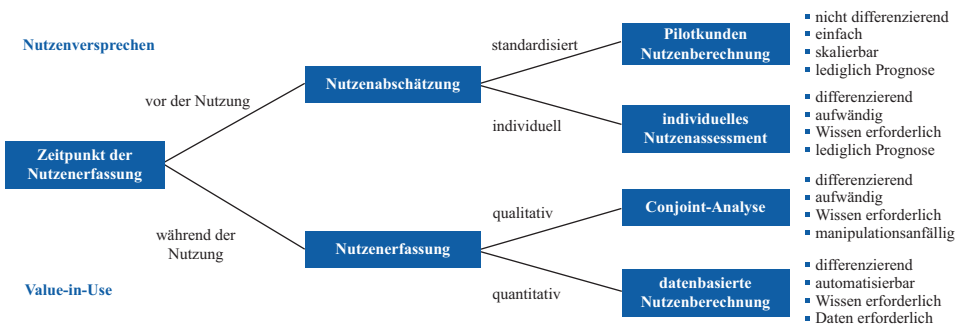 Nutzenversprechen
Zeitpunkt der
Nutzenerfassung
vor der Nutzung
während der
Nutzung
Value-in-Use
Nutzenabschätzung
standardisiert
individuell
Pilotkunden
Nutzenberechnung
nicht differenzierend
einfach
skalierbar
lediglich Prognose
individuelles
Nutzenassessment
differenzierend
aufwändig
Wissen erforderlich
lediglich Prognose
Nutzenerfassung
qualitativ
quantitativ
Conjoint-Analyse
differenzierend
aufwändig
Wissen erforderlich
manipulationsanfällig
datenbasierte
Nutzenberechnung
differenzierend
automatisierbar
Wissen erforderlich
Daten erforderlich